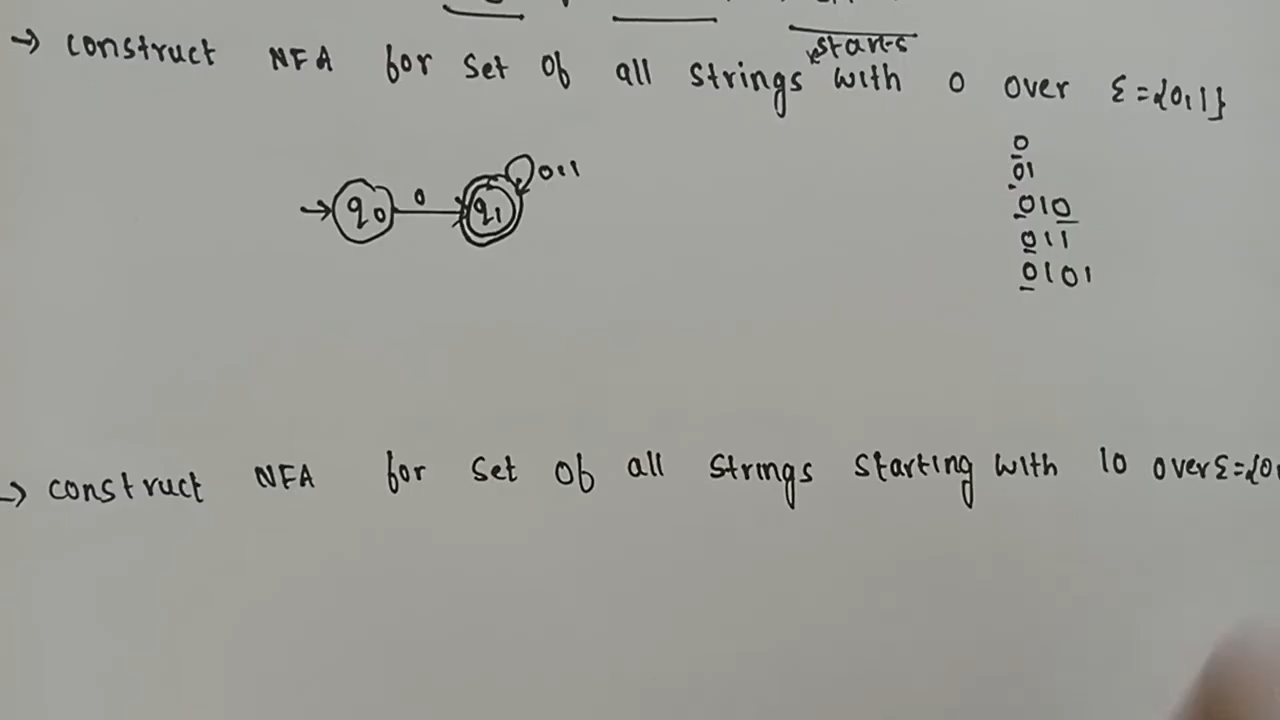 starts
→ construct NFA for set of all strings with 0 over Σ={0,1}
0
01
q0 0 q1 0,1
010
011
0101
→ construct NFA for set of all strings starting with 10 over Σ={0,